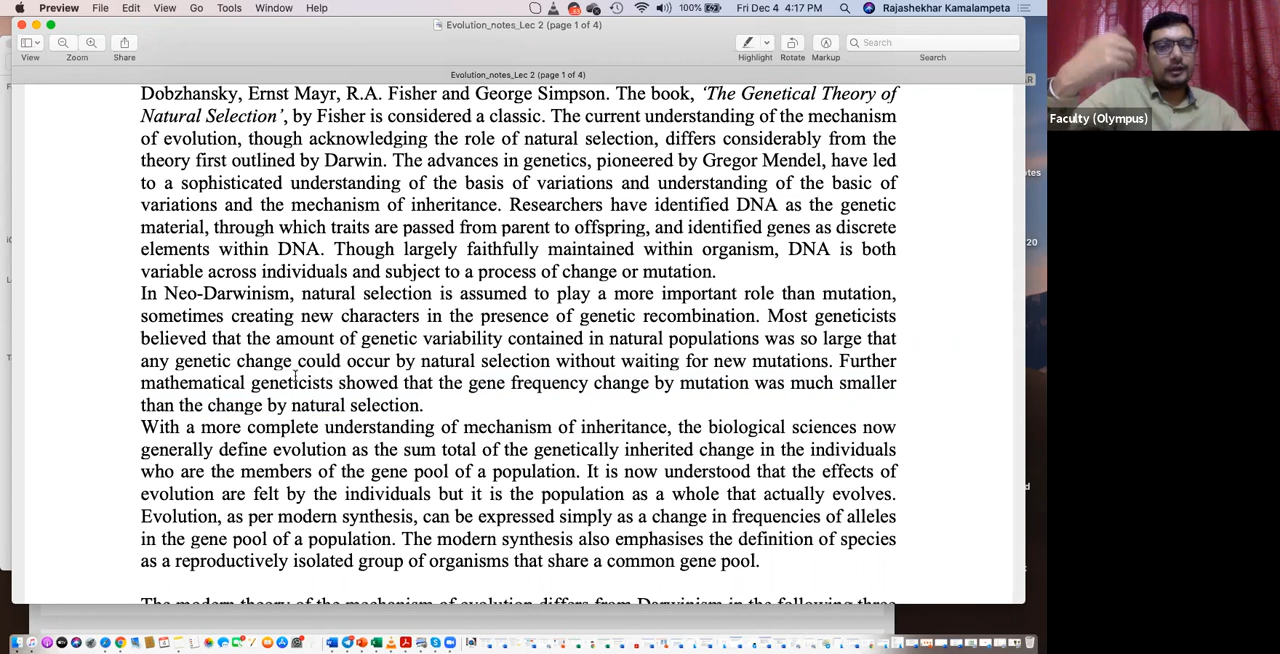 Preview File Edit View Go Tools Window Help 100% Fri Dec 4 4:17 PM Rajashekhar Kamalampeta
Evolution_notes_Lec 2 (page 1 of 4)
Search
View Zoom Share Highlight Rotate Markup Search
Evolution_notes_Lec 2 (page 1 of 4)
Dobzhansky, Ernst Mayr, R.A. Fisher and George Simpson. The book, ‘The Genetical Theory of
Natural Selection’, by Fisher is considered a classic. The current understanding of the mechanism
of evolution, though acknowledging the role of natural selection, differs considerably from the
theory first outlined by Darwin. The advances in genetics, pioneered by Gregor Mendel, have led
to a sophisticated understanding of the basis of variations and understanding of the basic of
variations and the mechanism of inheritance. Researchers have identified DNA as the genetic
material, through which traits are passed from parent to offspring, and identified genes as discrete
elements within DNA. Though largely faithfully maintained within organism, DNA is both
variable across individuals and subject to a process of change or mutation.
In Neo-Darwinism, natural selection is assumed to play a more important role than mutation,
sometimes creating new characters in the presence of genetic recombination. Most geneticists
believed that the amount of genetic variability contained in natural populations was so large that
any genetic change could occur by natural selection without waiting for new mutations. Further
mathematical geneticists showed that the gene frequency change by mutation was much smaller
than the change by natural selection.
With a more complete understanding of mechanism of inheritance, the biological sciences now
generally define evolution as the sum total of the genetically inherited change in the individuals
who are the members of the gene pool of a population. It is now understood that the effects of
evolution are felt by the individuals but it is the population as a whole that actually evolves.
Evolution, as per modern synthesis, can be expressed simply as a change in frequencies of alleles
in the gene pool of a population. The modern synthesis also emphasises the definition of species
as a reproductively isolated group of organisms that share a common gene pool.
The modern theory of the mechanism of evolution differs from Darwinism in the following three
Faculty (Olympus)